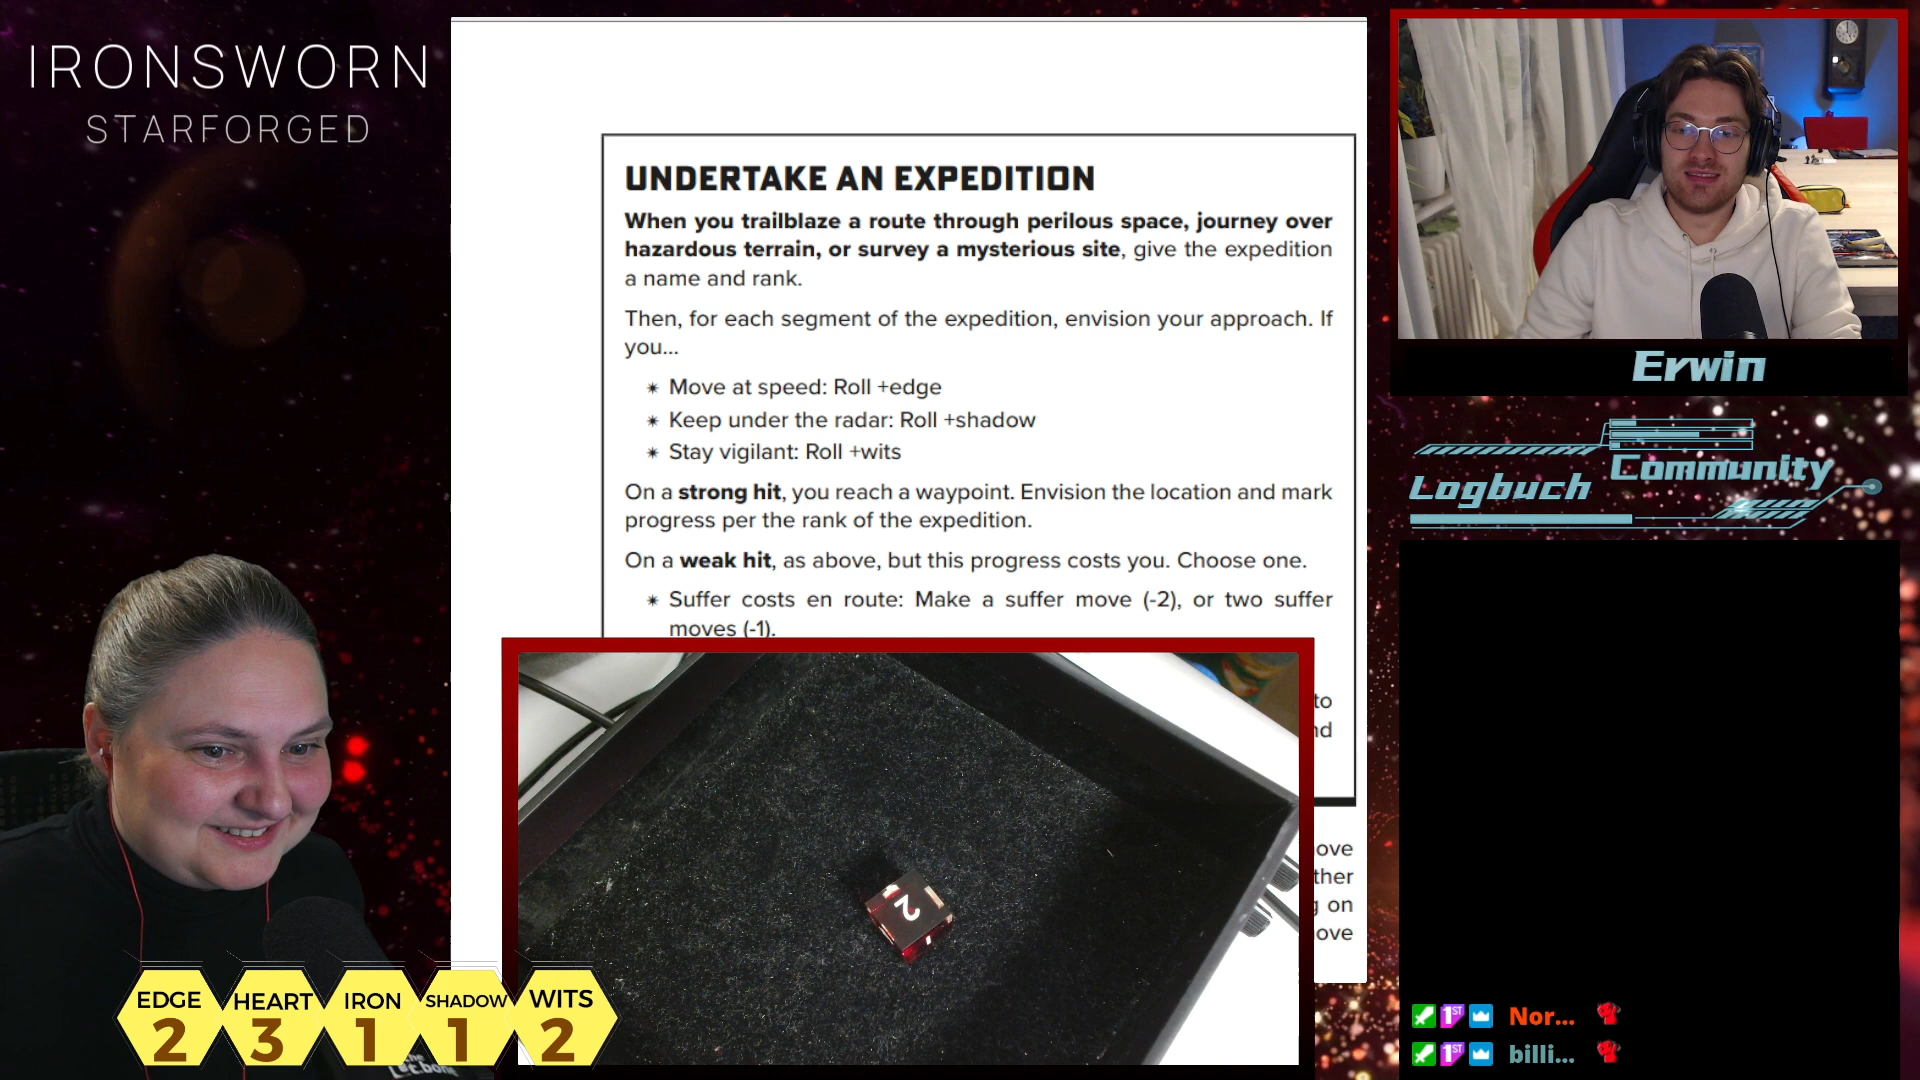 IRONSWORN
STARFORGED
UNDERTAKE AN EXPEDITION
When you trailblaze a route through perilous space, journey over
hazardous terrain, or survey a mysterious site, give the expedition
a name and rank.
Then, for each segment of the expedition, envision your approach. If
you...
✴ Move at speed: Roll +edge
✴ Keep under the radar: Roll +shadow
✴ Stay vigilant: Roll +wits
On a strong hit, you reach a waypoint. Envision the location and mark
progress per the rank of the expedition.
On a weak hit, as above, but this progress costs you. Choose one.
✴ Suffer costs en route: Make a suffer move (-2), or two suffer
moves (-1).
to
nd
ove
ther
g on
ove
2
EDGE HEART IRON SHADOW WITS
2 3 1 1 2
Erwin
Logbuch Community
1ST Nor...
1ST billi...